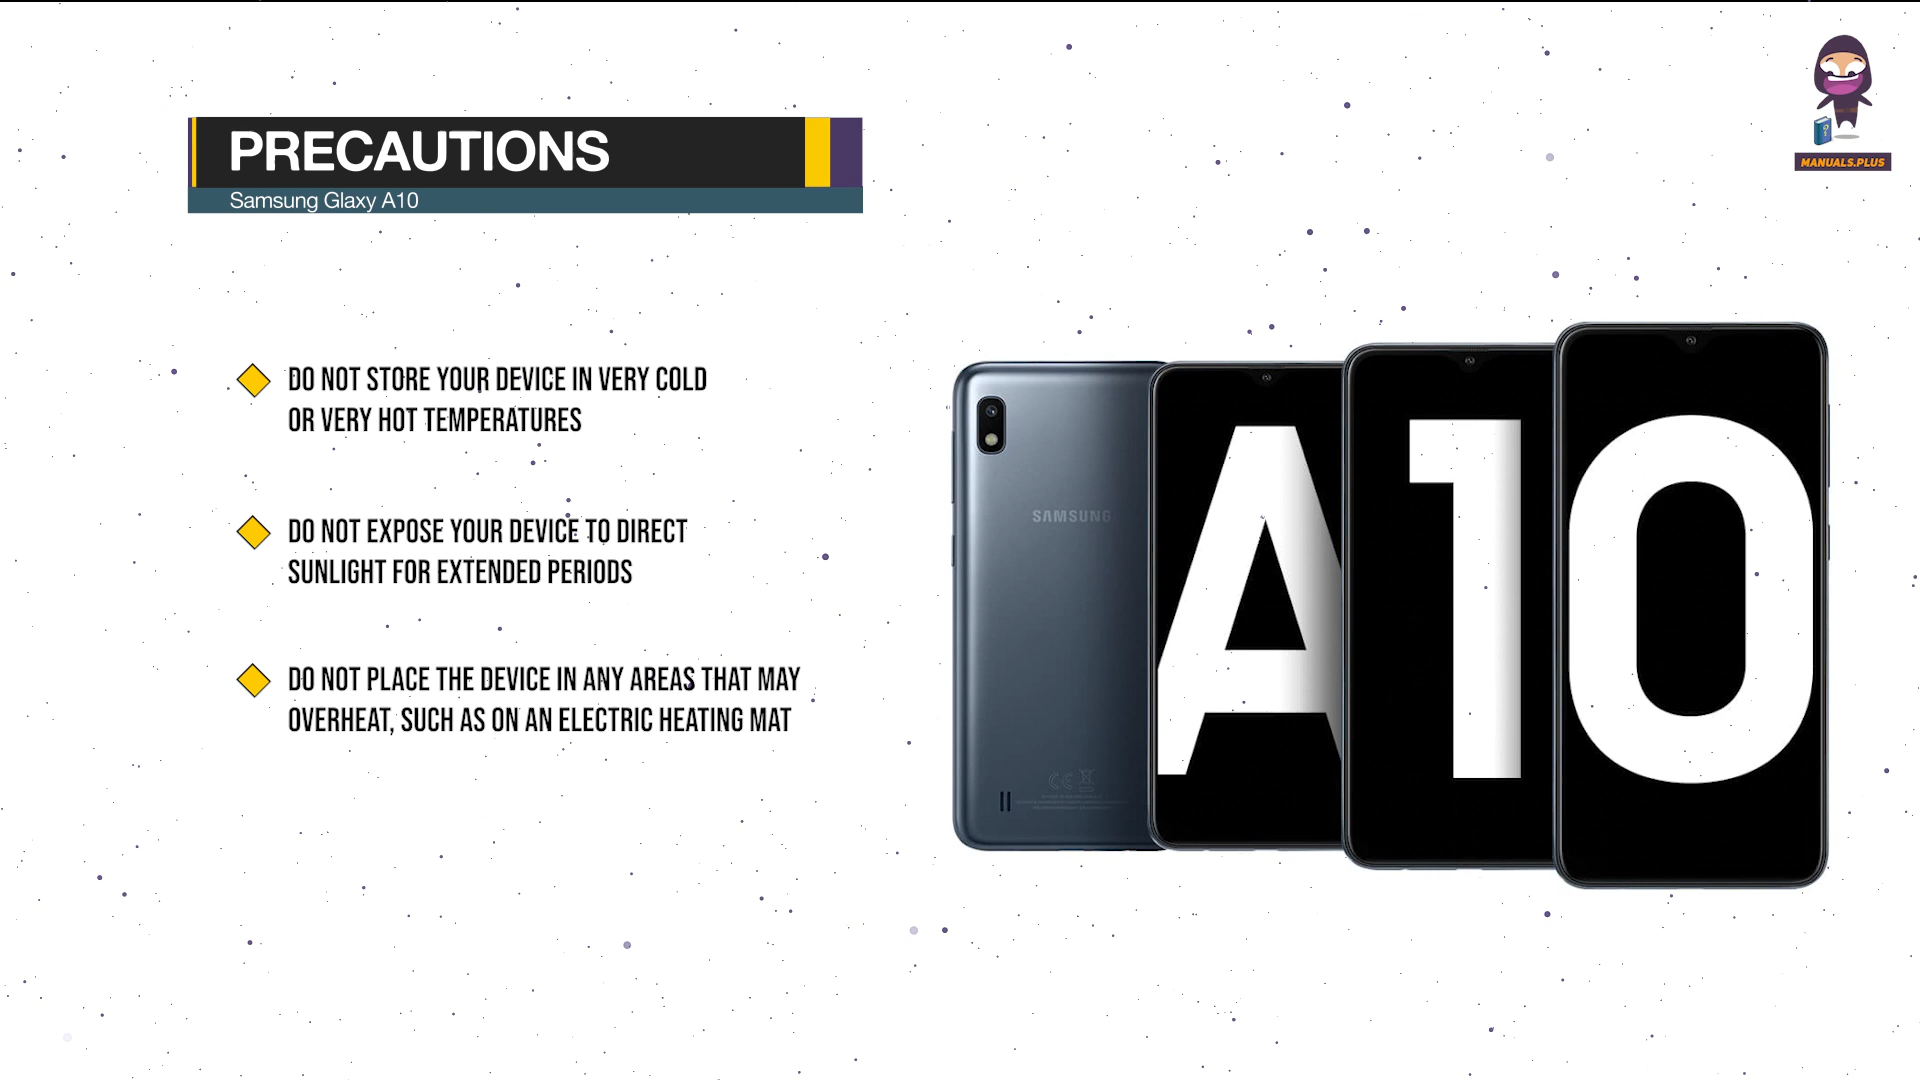 PRECAUTIONS
Samsung Glaxy A10
MANUALS.PLUS
DO NOT STORE YOUR DEVICE IN VERY COLD
OR VERY HOT TEMPERATURES
DO NOT EXPOSE YOUR DEVICE TO DIRECT
SUNLIGHT FOR EXTENDED PERIODS
DO NOT PLACE THE DEVICE IN ANY AREAS THAT MAY
OVERHEAT, SUCH AS ON AN ELECTRIC HEATING MAT
SAMSUNG
A10
CE